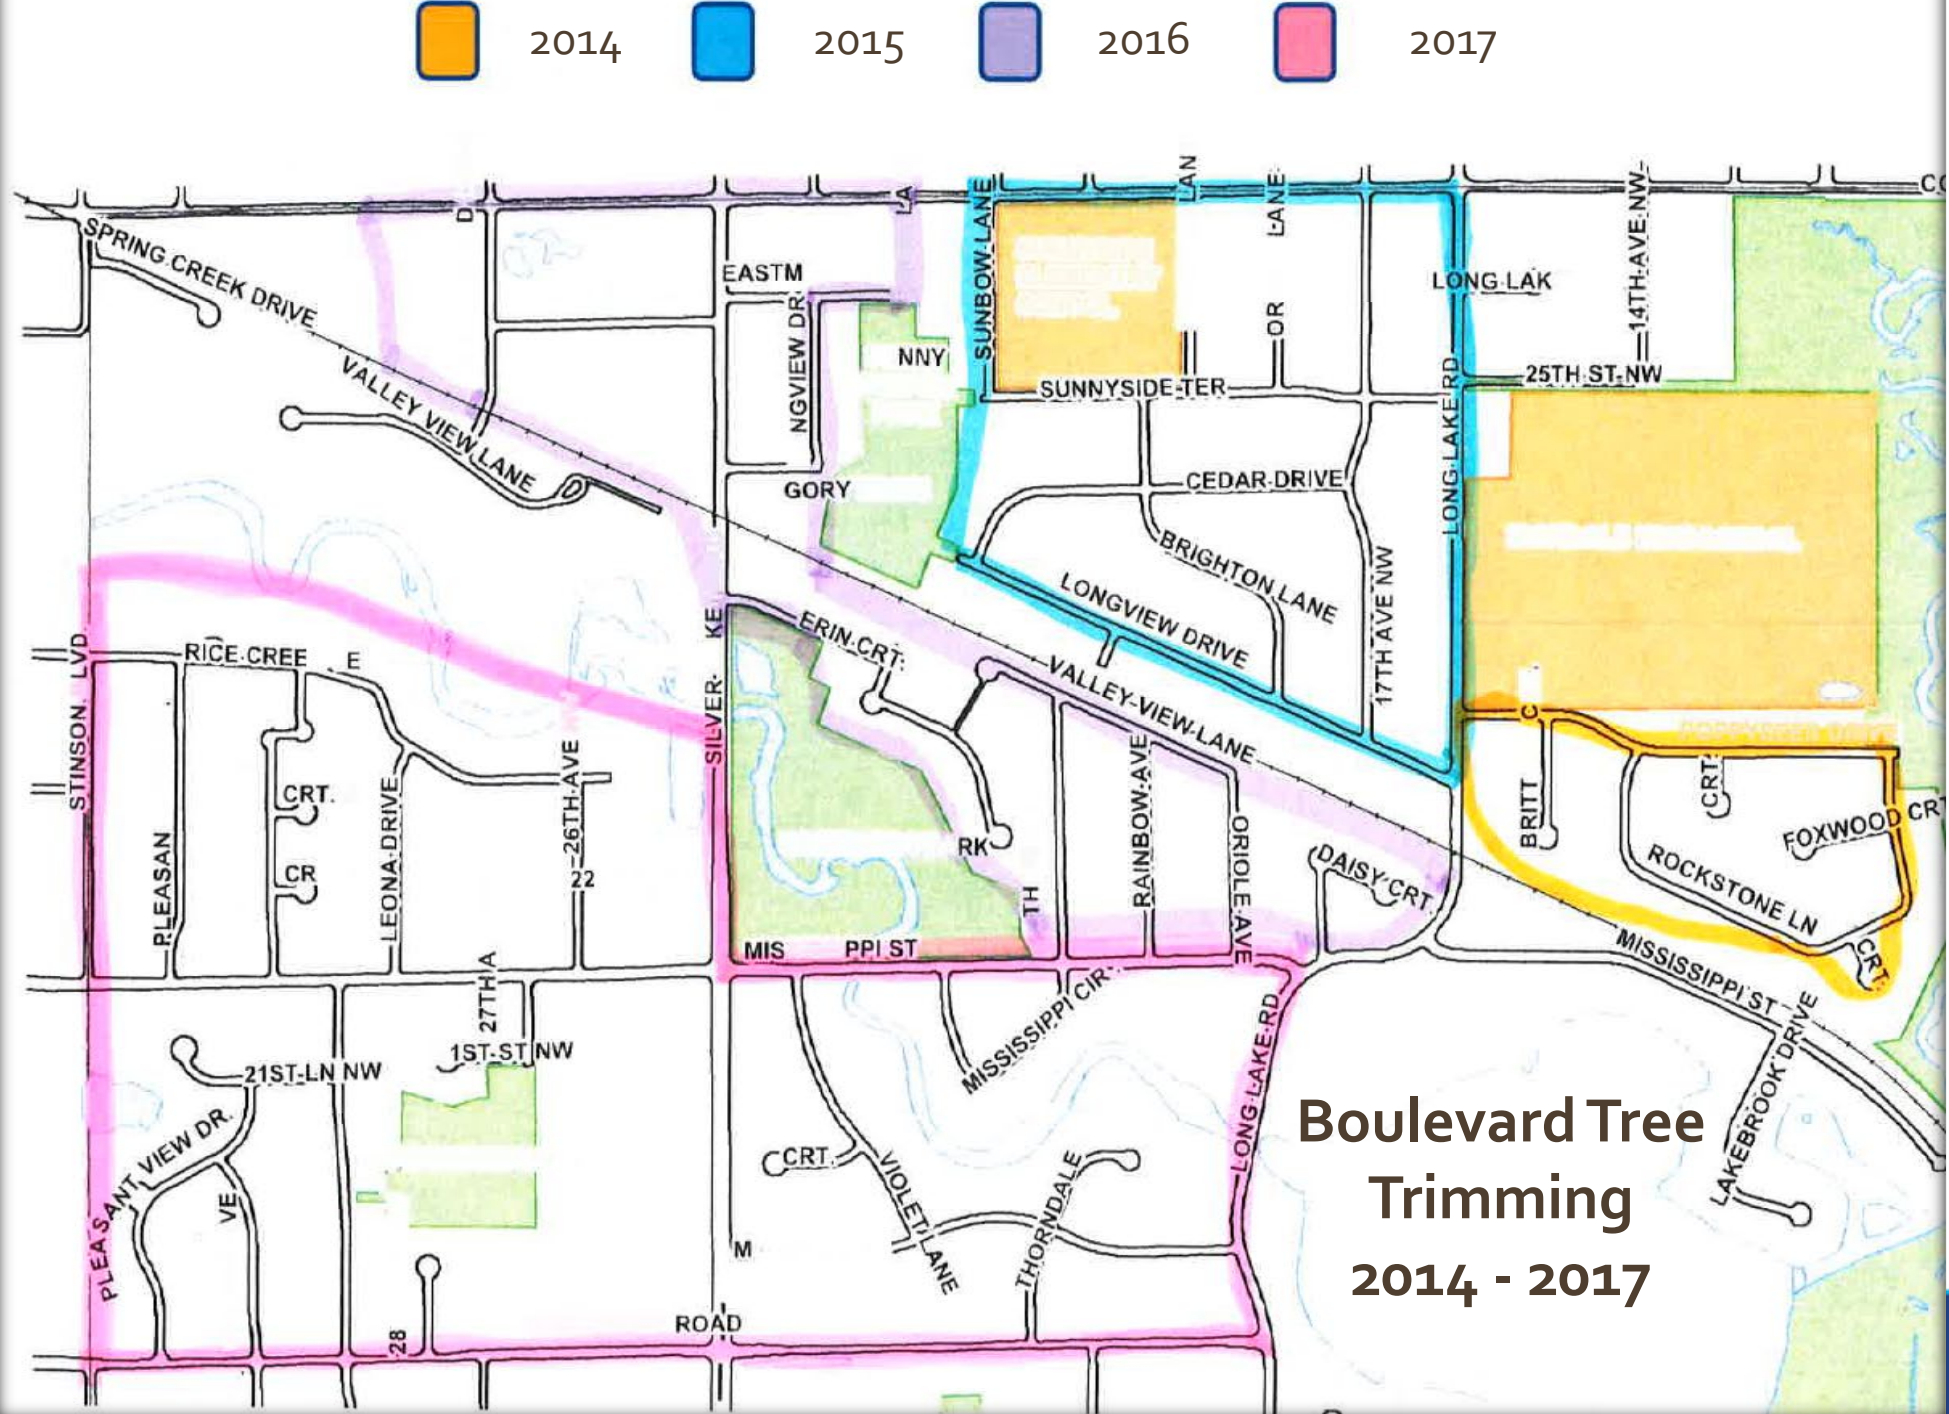 2014 2015 2016 2017
LAN
LANE
LA
D
CO
SPRING CREEK DRIVE
EASTM
SUNBOW LANE
LONG LAK
14TH AVE NW
NGVIEW DR
OR
NNY
VALLEY VIEW LANE
SUNNYSIDE TER
25TH ST NW
LONG LAKE RD
GORY
CEDAR DRIVE
BRIGHTON LANE
LONGVIEW DRIVE
17TH AVE NW
KE
ERIN CRT.
RICE CREE E
STINSON LVD.
SILVER
VALLEY VIEW LANE
C
26TH AVE
RAINBOW AVE
CRT.
LEONA DRIVE
PLEASAN
CR
22
RK
TH
ORIOLE AVE
DAISY CRT.
BRITT
CRT.
FOXWOOD CRT
ROCKSTONE LN
CRT.
MISSISSIPPI ST
MIS PPI ST
27TH A
1ST ST NW
MISSISSIPPI CIR
LONG LAKE RD
LAKEBROOK DRIVE
21ST LN NW
PLEASANT VIEW DR.
VE
CRT.
VIOLET LANE
THORNDALE
M
ROAD
28
Boulevard Tree
Trimming
2014 - 2017